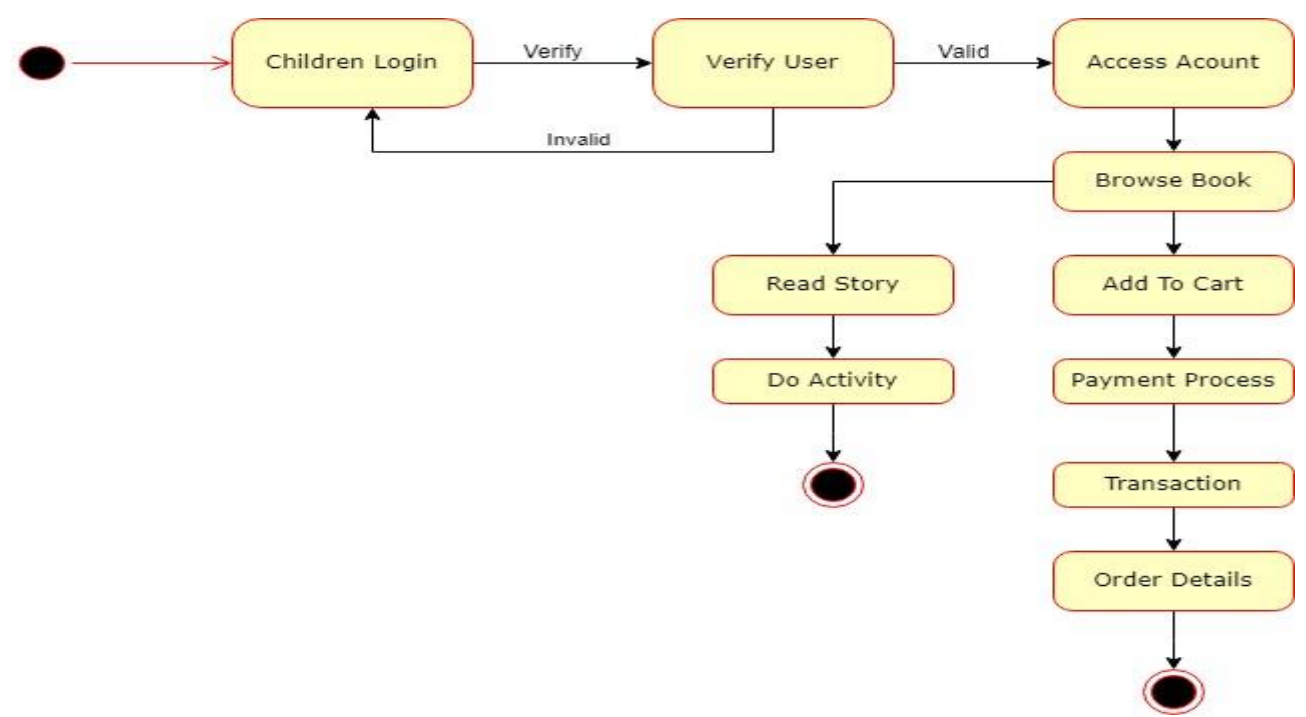 Children Login
Verify
Verify User
Valid
Access Acount
Invalid
Browse Book
Read Story
Add To Cart
Do Activity
Payment Process
Transaction
Order Details